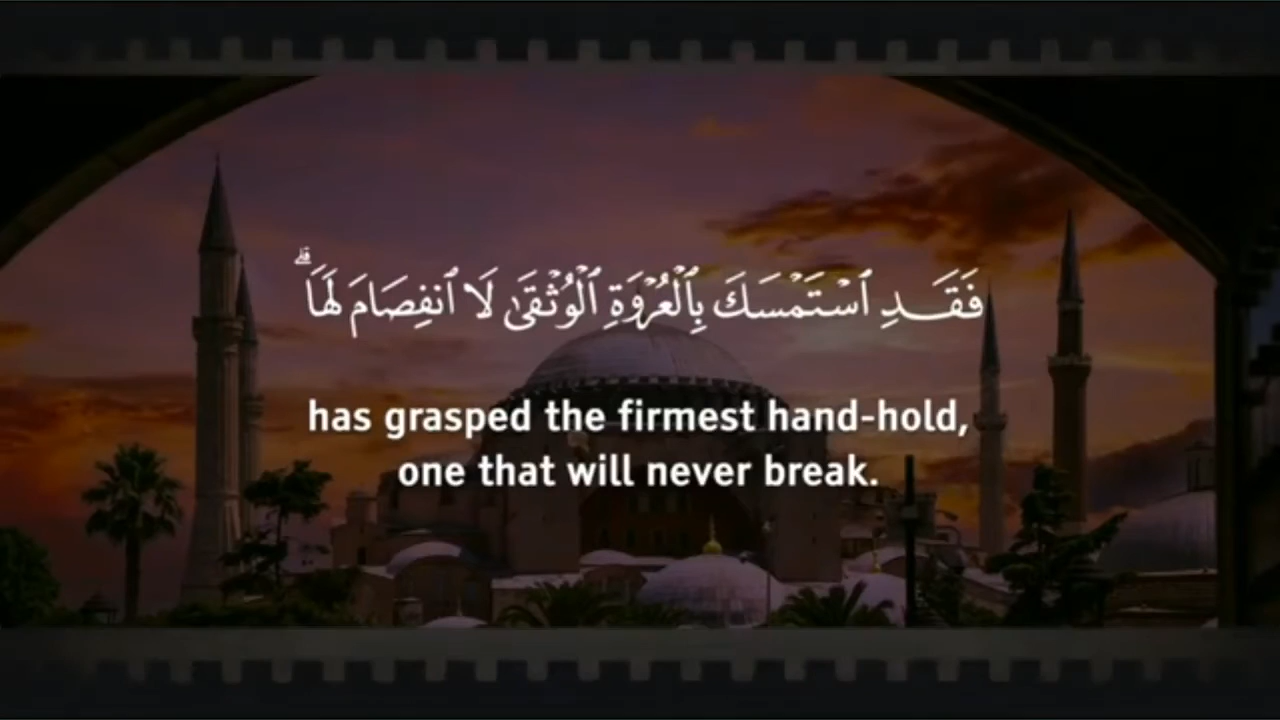 فَقَدِ ٱسْتَمْسَكَ بِٱلْعُرْوَةِ ٱلْوُثْقَىٰ لَا ٱنفِصَامَ لَهَا ۗ
has grasped the firmest hand-hold,
one that will never break.